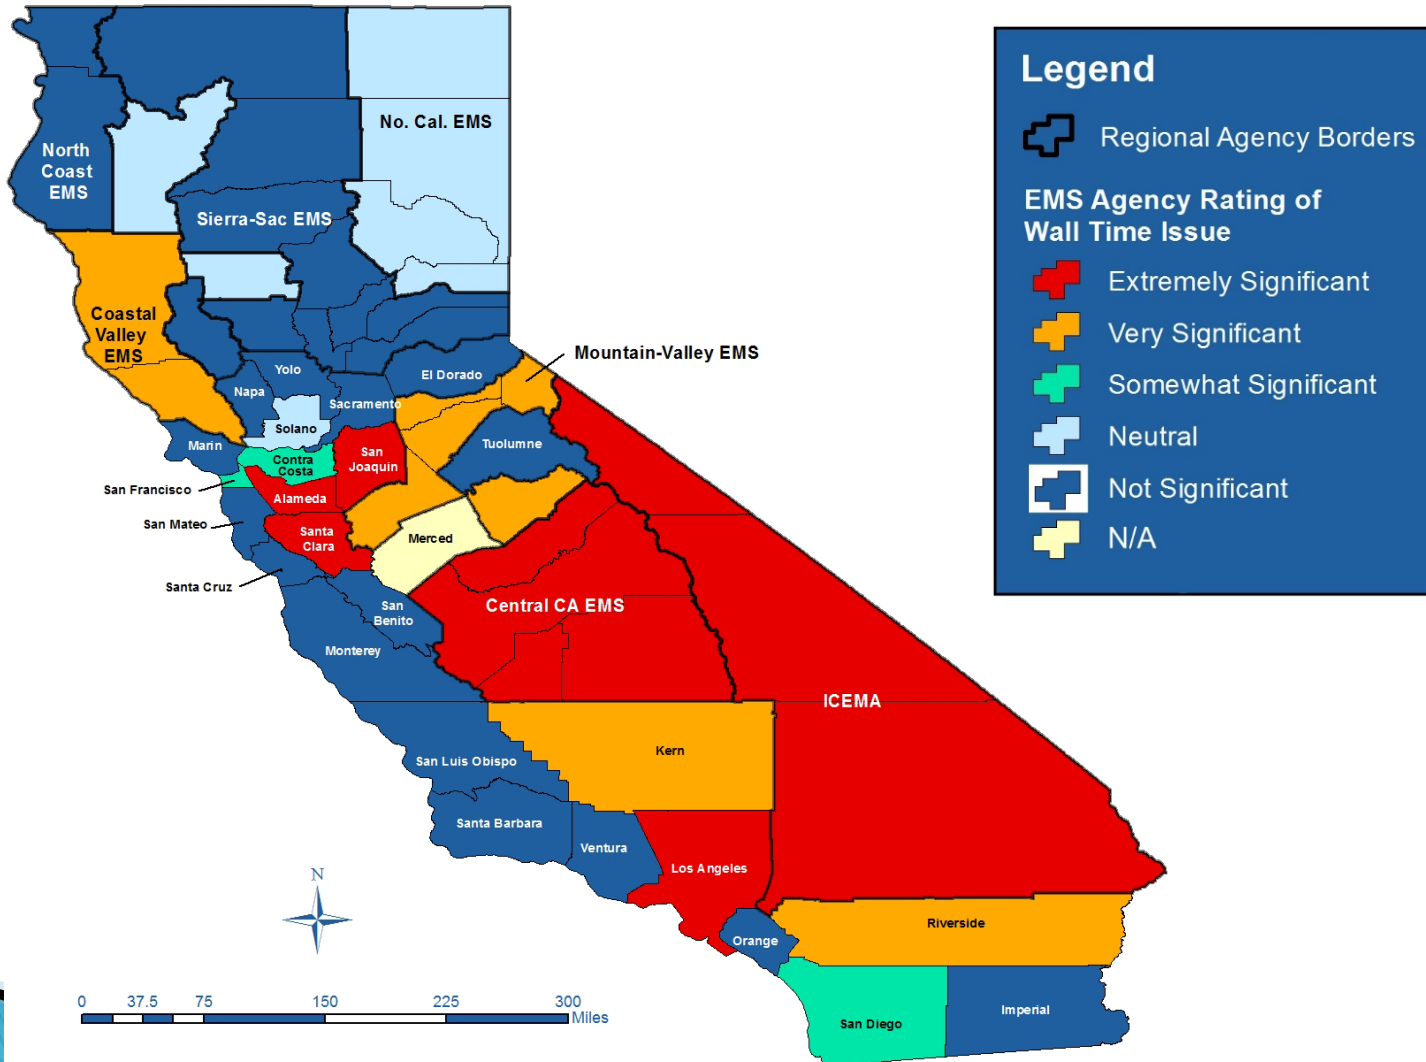 No. Cal. EMS
North
Coast
EMS
Sierra-Sac EMS
Coastal
Valley
EMS
Mountain-Valley EMS
Yolo
El Dorado
Napa
Sacramento
Solano
Tuolumne
Marin
San
Joaquin
Contra
Costa
San Francisco
Alameda
San Mateo
Santa
Clara
Merced
Santa Cruz
San
Benito
Central CA EMS
Monterey
ICEMA
Kern
San Luis Obispo
Santa Barbara
Ventura
Los Angeles
Riverside
Orange
San Diego
Imperial
N
0 37.5 75 150 225 300
Miles
Legend
Regional Agency Borders
EMS Agency Rating of
Wall Time Issue
Extremely Significant
Very Significant
Somewhat Significant
Neutral
Not Significant
N/A